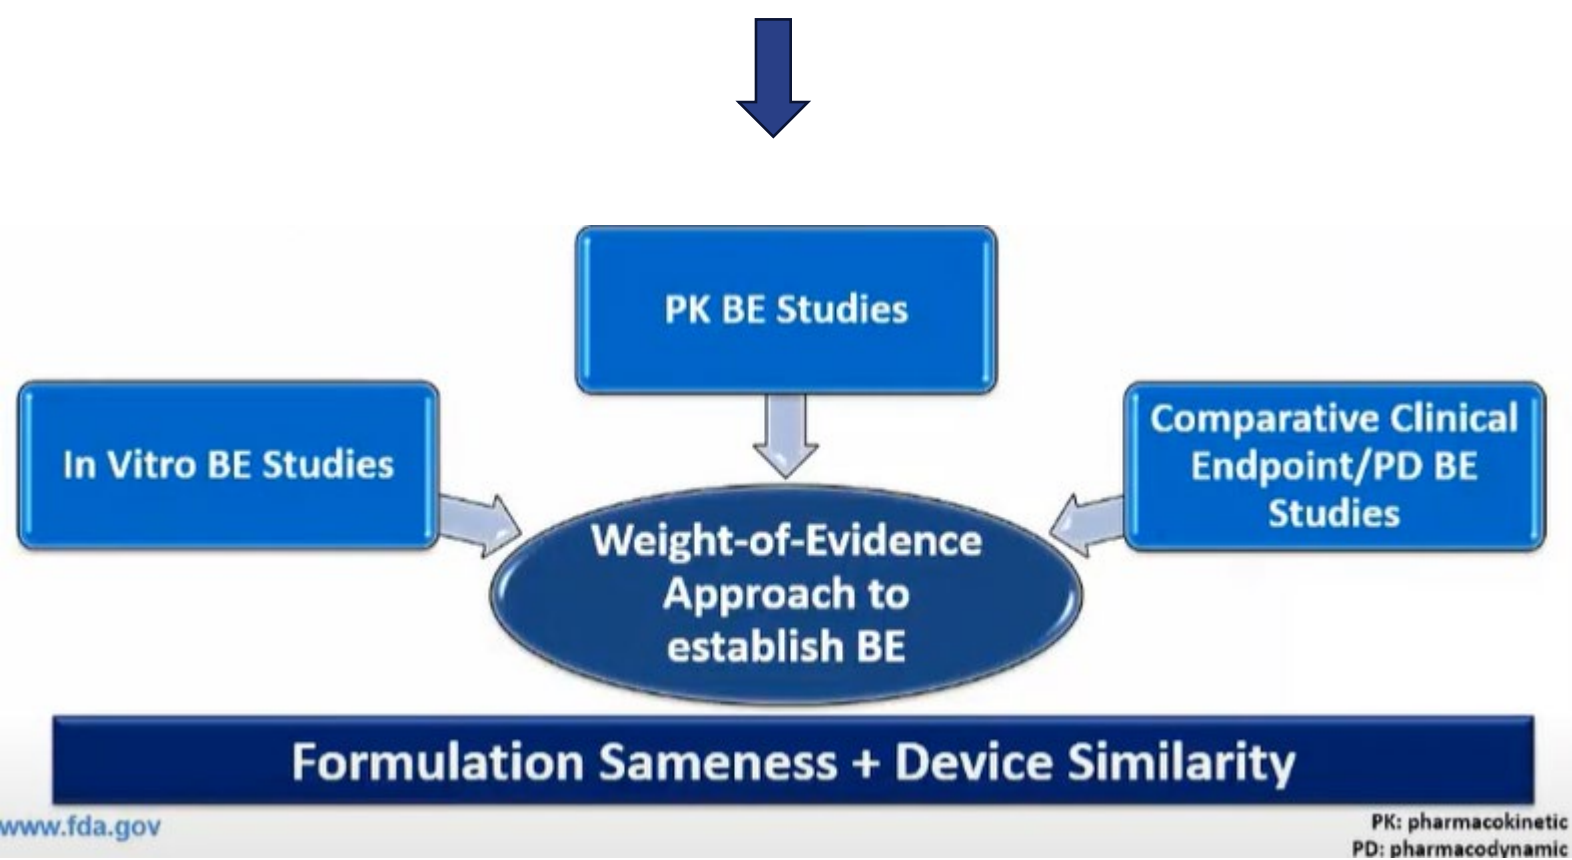 PK BE Studies
In Vitro BE Studies
Comparative Clinical
Endpoint/PD BE
Studies
Weight-of-Evidence
Approach to
establish BE
Formulation Sameness + Device Similarity
www.fda.gov
PK: pharmacokinetic
PD: pharmacodynamic